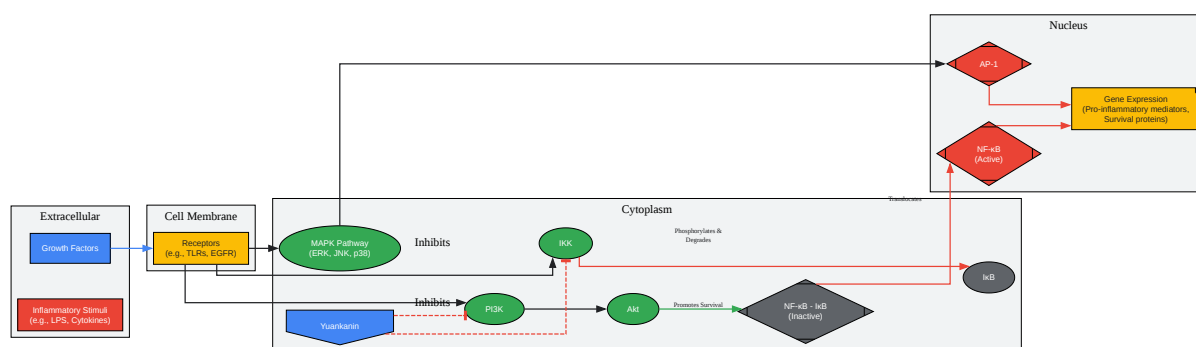 Nucleus
AP-1
Gene Expression
(Pro-inflammatory mediators,
Survival proteins)
NF-κB
(Active)
Translocates
Extracellular
Growth Factors
Inflammatory Stimuli
(e.g., LPS, Cytokines)
Cell Membrane
Receptors
(e.g., TLRs, EGFR)
Cytoplasm
MAPK Pathway
(ERK, JNK, p38)
Inhibits
IKK
Phosphorylates &
Degrades
IκB
Inhibits
Yuankanin
PI3K
Akt
Promotes Survival
NF-κB - IκB
(Inactive)